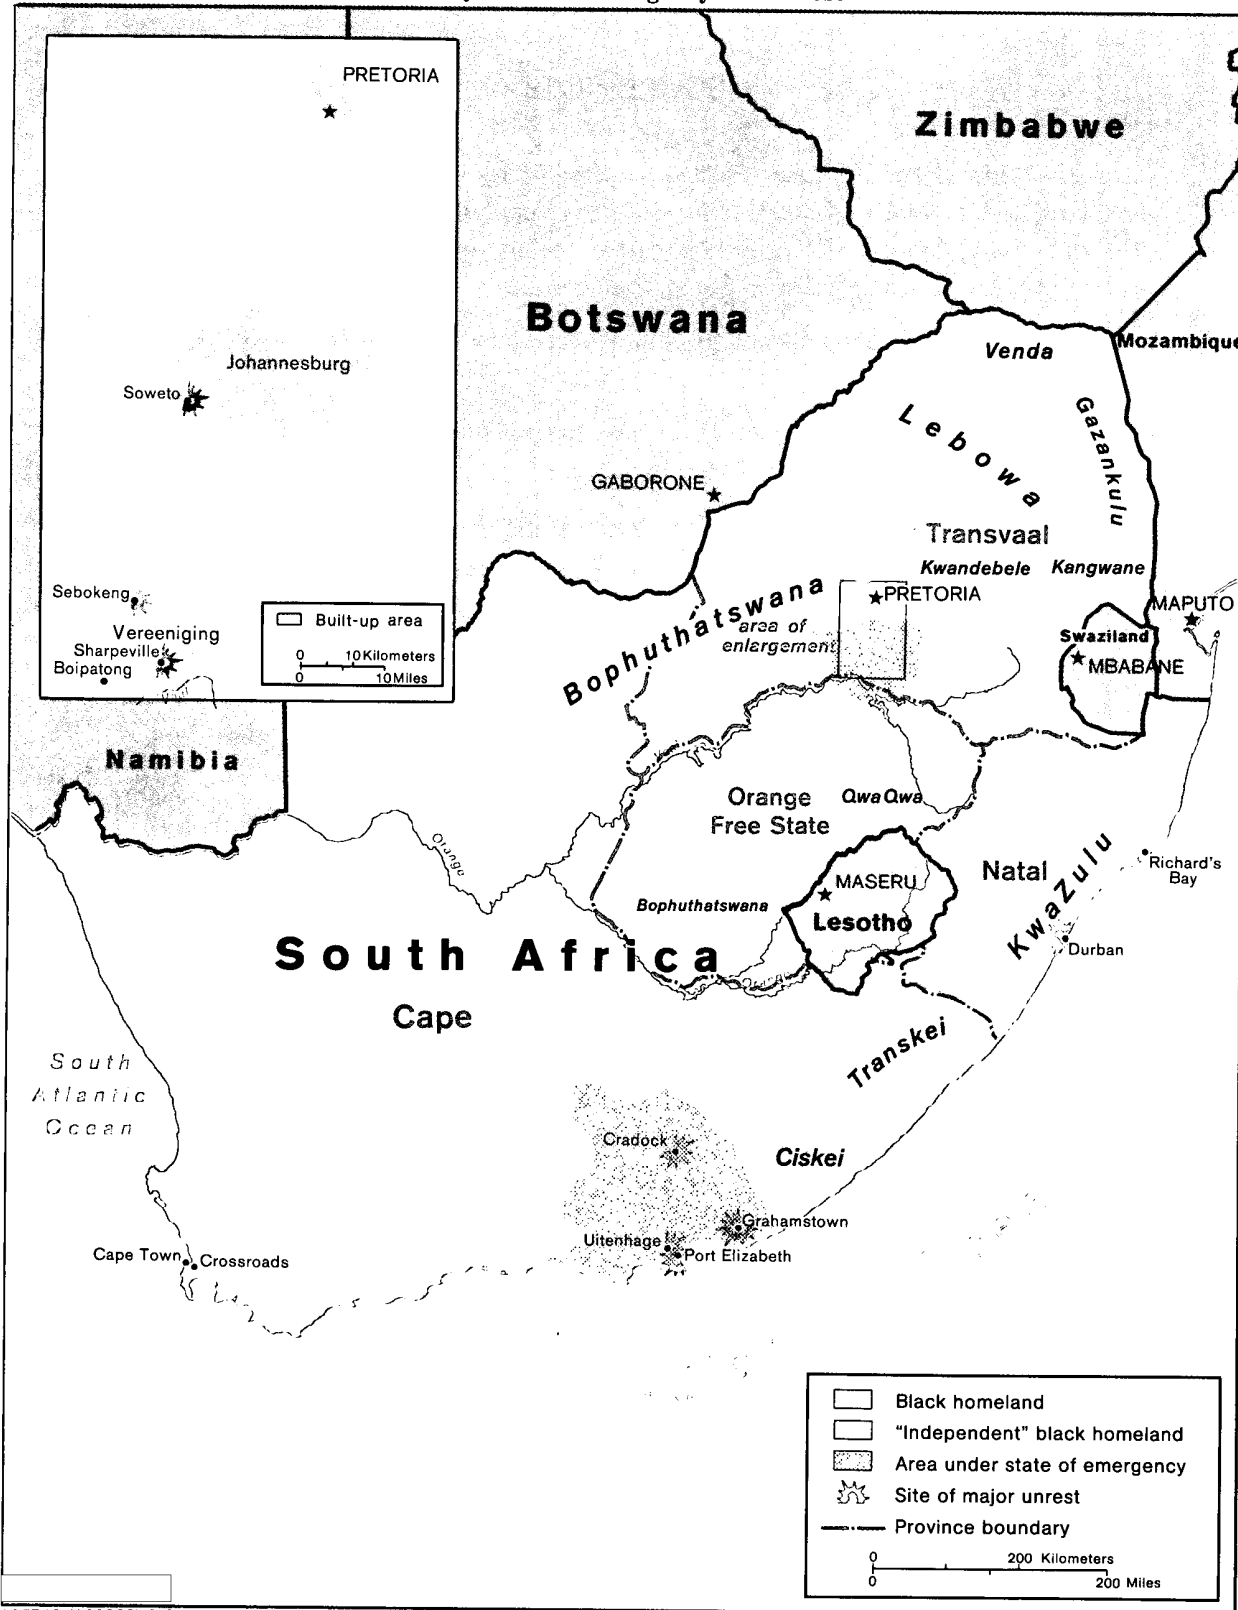 PRETORIA
Zimbabwe
Botswana
Johannesburg
Soweto
Venda
Mozambique
Lebowa
Gazankulu
GABORONE
Transvaal
Kwandebele
Kangwane
Sebokeng
Vereeniging
Sharpeville
Boipatong
Built-up area
0 10 Kilometers
0 10 Miles
Bophuthatswana
PRETORIA
area of
enlargement
MAPUTO
Swaziland
MBABANE
Namibia
Orange
Free State
QwaQwa
Orange
Natal
KwaZulu
Richard's
Bay
MASERU
Lesotho
Bophuthatswana
Durban
South Africa
Cape
Transkei
South
Atlantic
Ocean
Cradock
Ciskei
Grahamstown
Uitenhage
Port Elizabeth
Cape Town
Crossroads
Black homeland
"Independent" black homeland
Area under state of emergency
Site of major unrest
Province boundary
0 200 Kilometers
0 200 Miles